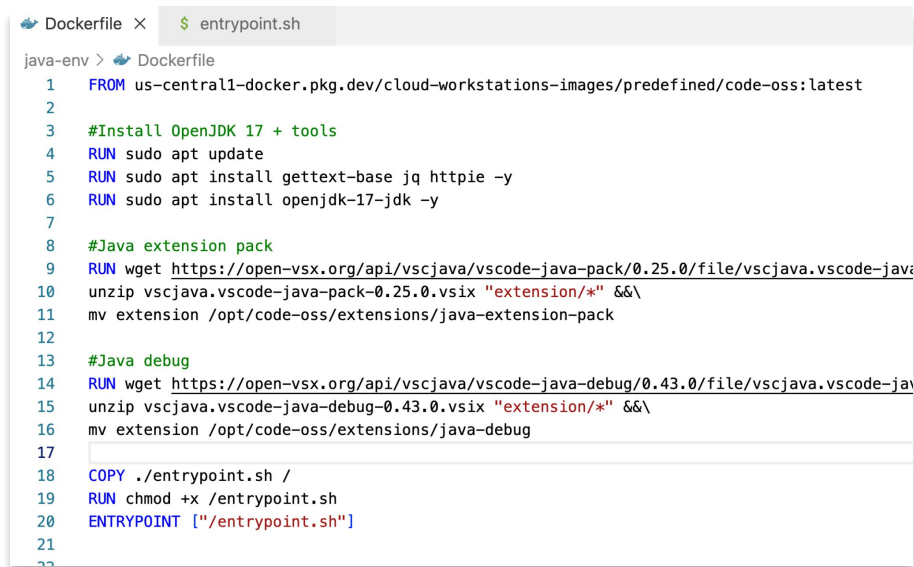 Dockerfile
$ entrypoint.sh
java-env > Dockerfile
1 FROM us-central1-docker.pkg.dev/cloud-workstations-images/predefined/code-oss:latest
2
3 #Install OpenJDK 17 + tools
4 RUN sudo apt update
5 RUN sudo apt install gettext-base jq httpie -y
6 RUN sudo apt install openjdk-17-jdk -y
7
8 #Java extension pack
9 RUN wget https://open-vsx.org/api/vscjava/vscode-java-pack/0.25.0/file/vscjava.vscode-java
10 unzip vscjava.vscode-java-pack-0.25.0.vsix "extension/*" &&\
11 mv extension /opt/code-oss/extensions/java-extension-pack
12
13 #Java debug
14 RUN wget https://open-vsx.org/api/vscjava/vscode-java-debug/0.43.0/file/vscjava.vscode-jav
15 unzip vscjava.vscode-java-debug-0.43.0.vsix "extension/*" &&\
16 mv extension /opt/code-oss/extensions/java-debug
17
18 COPY ./entrypoint.sh /
19 RUN chmod +x /entrypoint.sh
20 ENTRYPOINT ["/entrypoint.sh"]
21